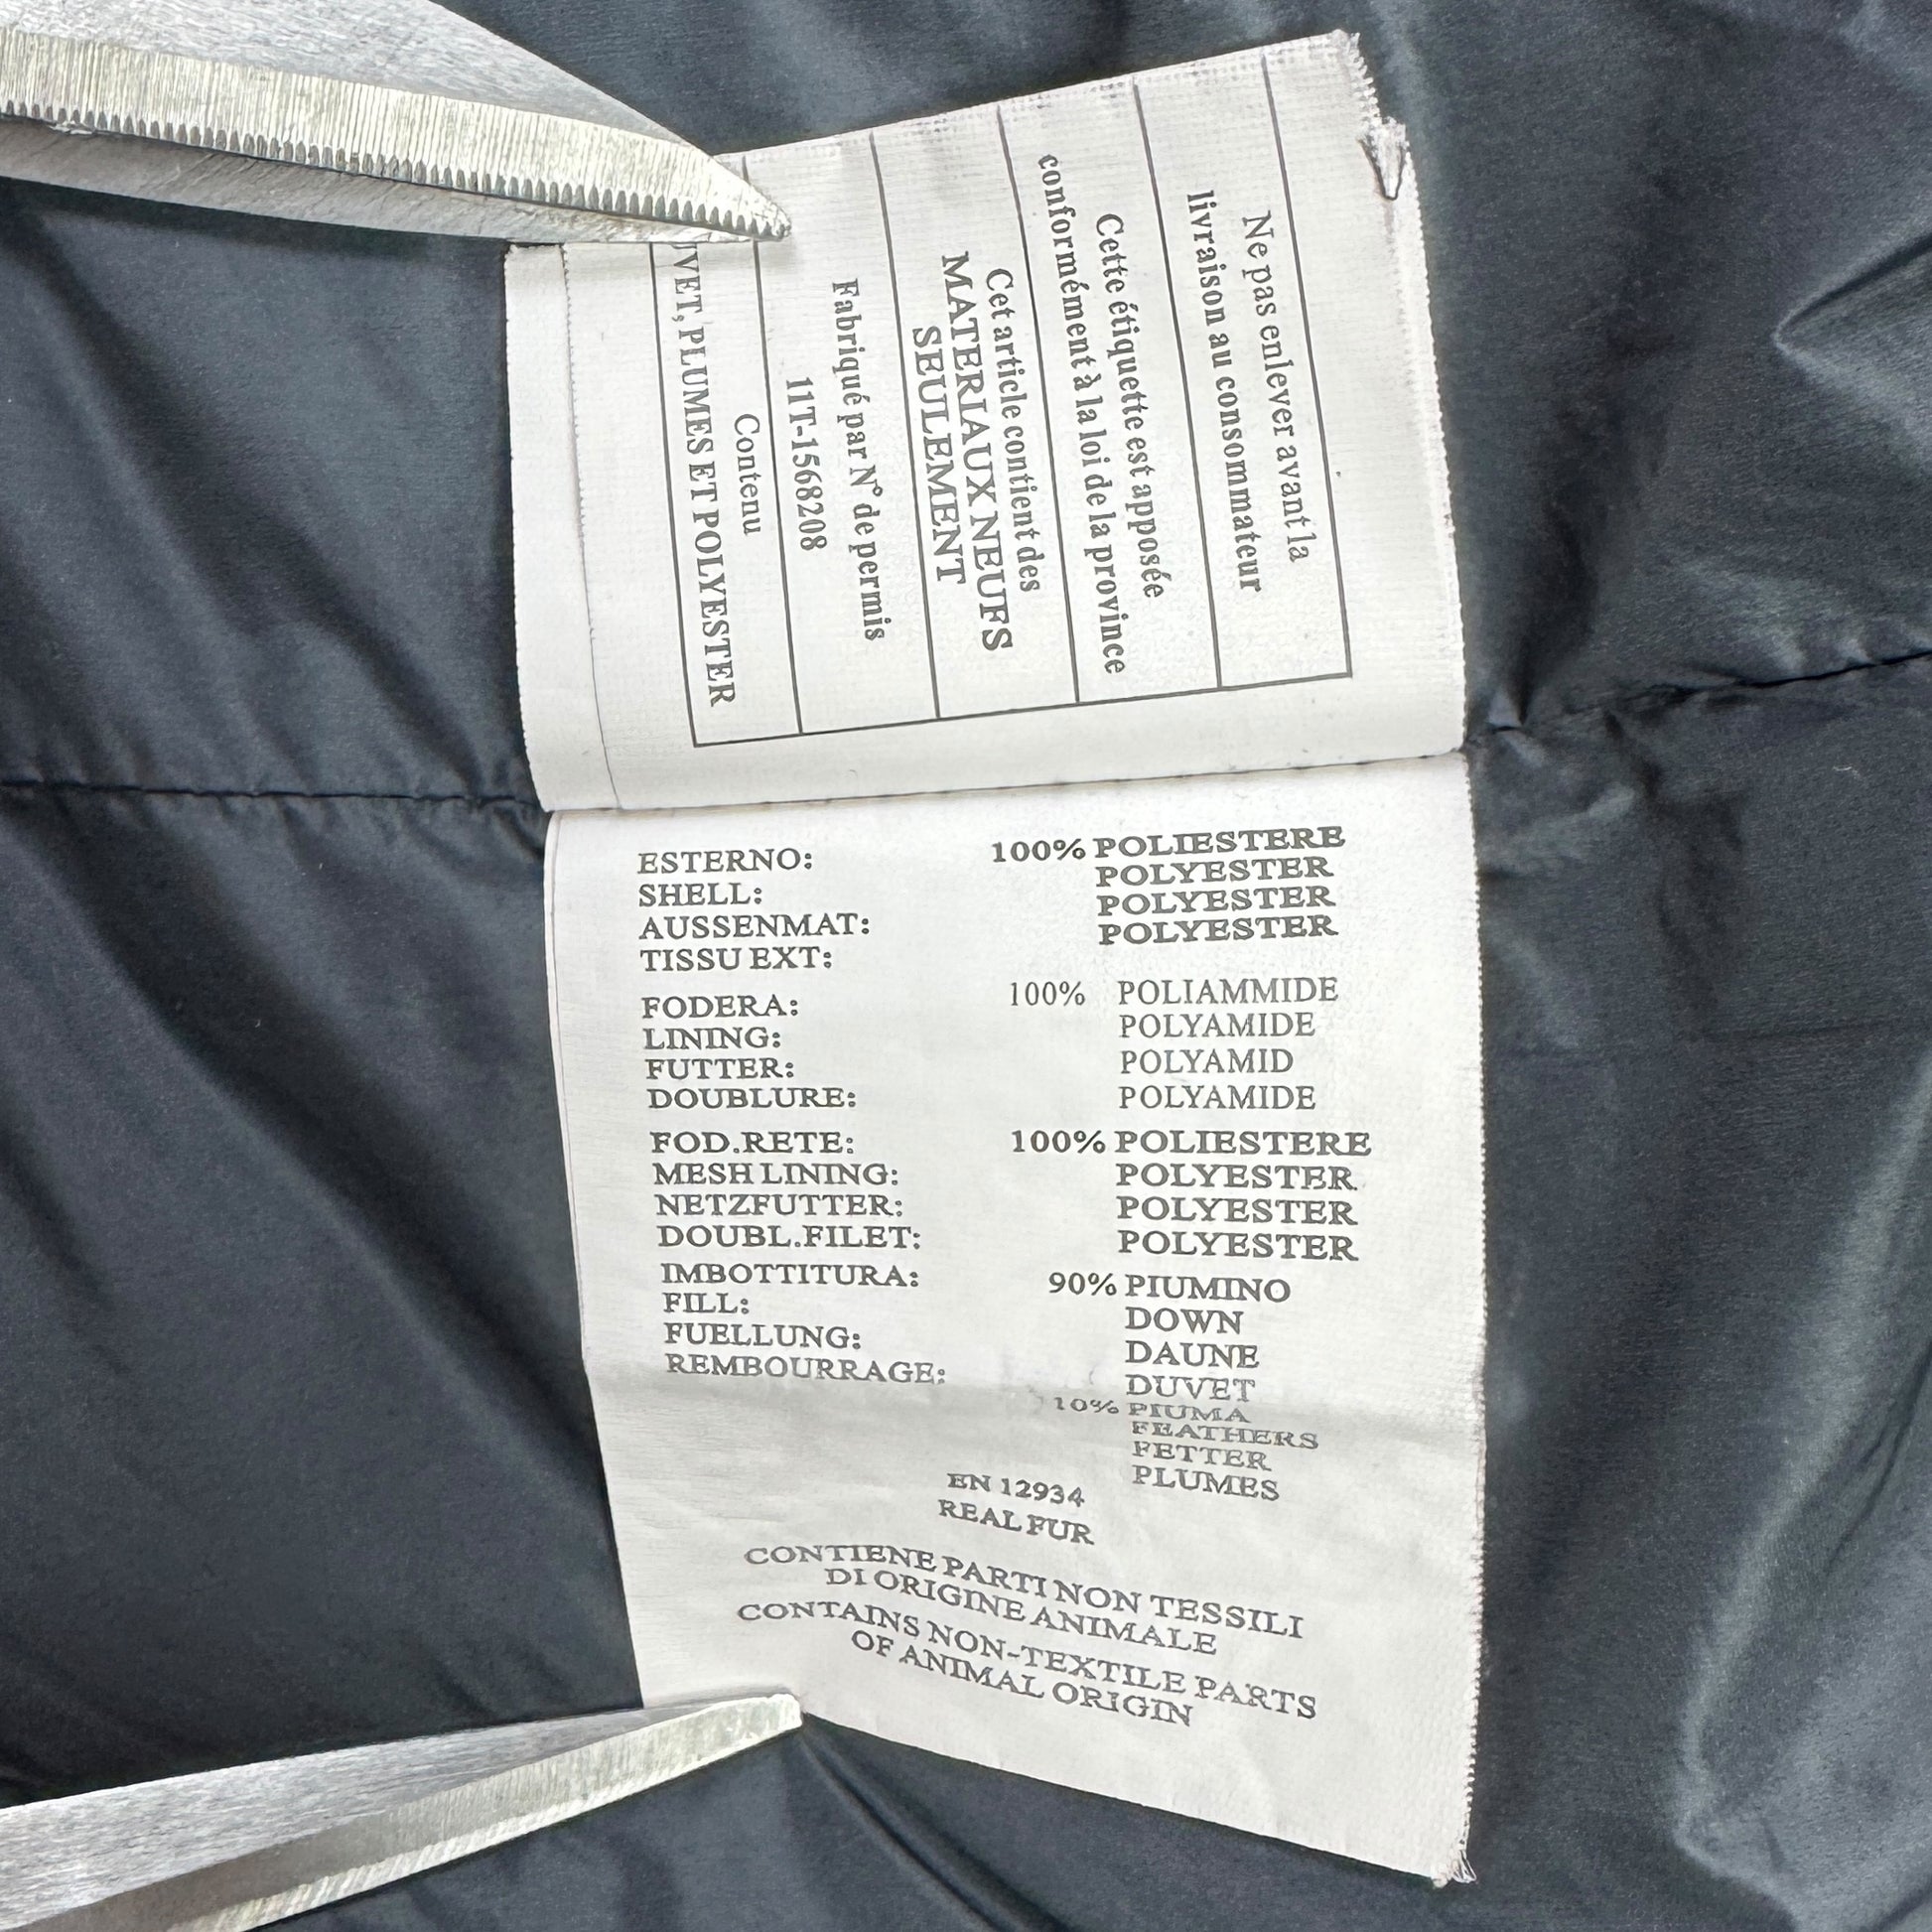 Ne pas enlever avant la
livraison au consommateur
Cette étiquette est apposée
conformément à la loi de la province
Cet article contient des
MATERIAUX NEUFS
SEULEMENT
Fabriqué par N° de permis
11T-1568208
Contenu
UVET, PLUMES ET POLYESTER
ESTERNO: 100% POLIESTERE
SHELL: POLYESTER
AUSSENMAT: POLYESTER
TISSU EXT: POLYESTER
FODERA: 100% POLIAMMIDE
LINING: POLYAMIDE
FUTTER: POLYAMID
DOUBLURE: POLYAMIDE
FOD.RETE: 100% POLIESTERE
MESH LINING: POLYESTER
NETZFUTTER: POLYESTER
DOUBL.FILET: POLYESTER
IMBOTTITURA: 90% PIUMINO
FILL: DOWN
FUELLUNG: DAUNE
REMBOURRAGE: DUVET
10% PIUMA
FEATHERS
FETTER
PLUMES
EN 12934
REAL FUR
CONTIENE PARTI NON TESSILI
DI ORIGINE ANIMALE
CONTAINS NON-TEXTILE PARTS
OF ANIMAL ORIGIN